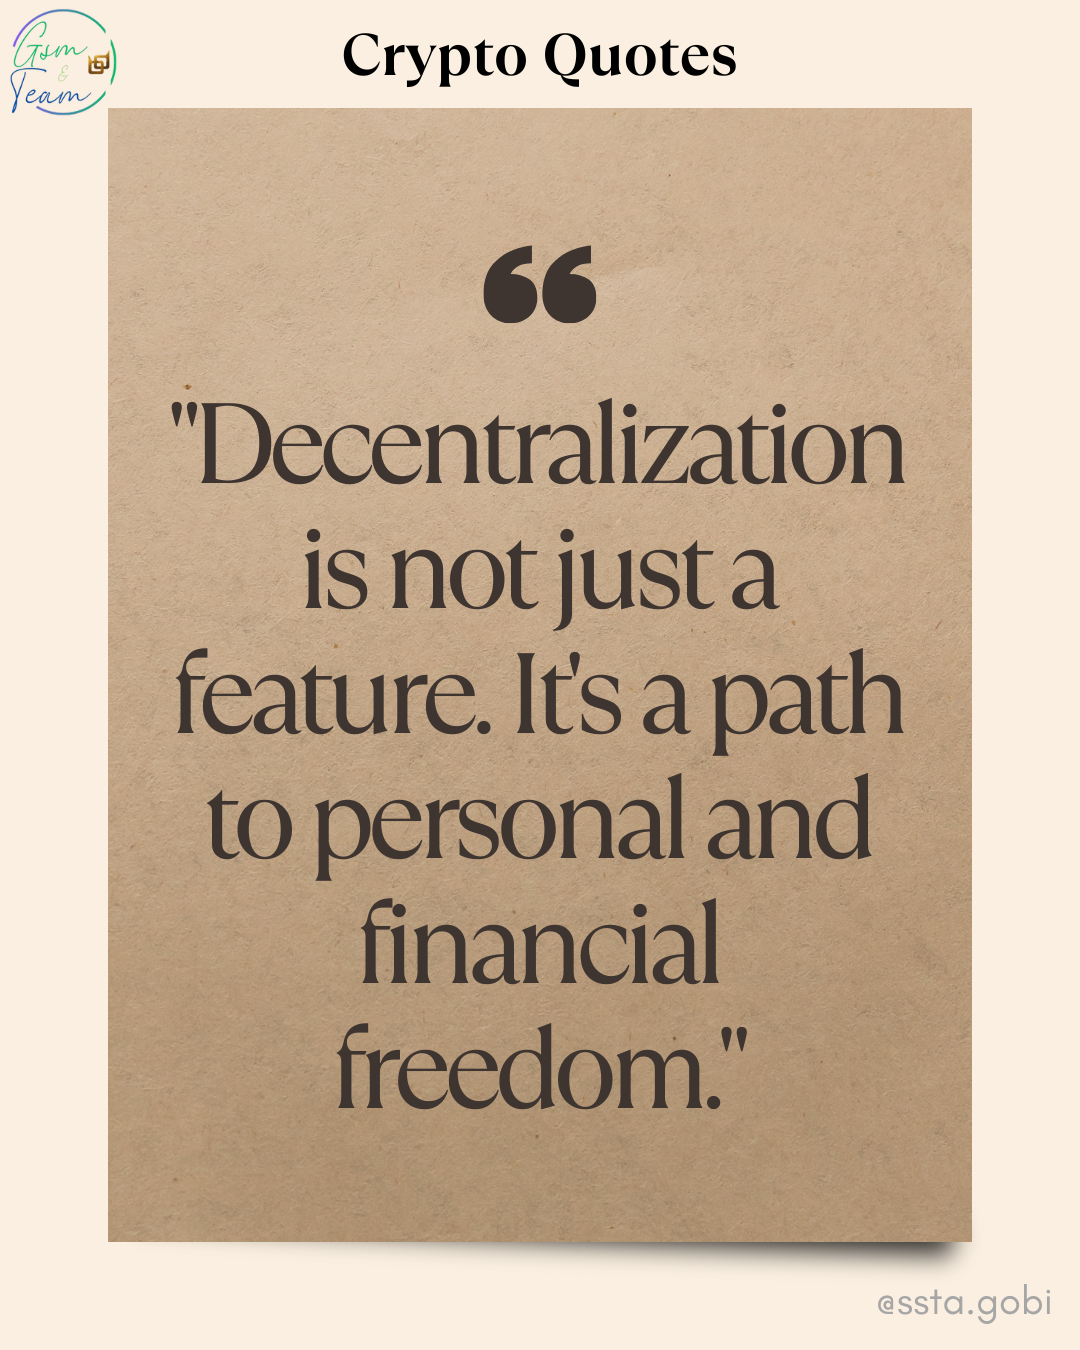 Gsm
&
Team
Crypto Quotes
“
"Decentralization
is not just a
feature. It's a path
to personal and
financial
freedom."
@ssta.gobi